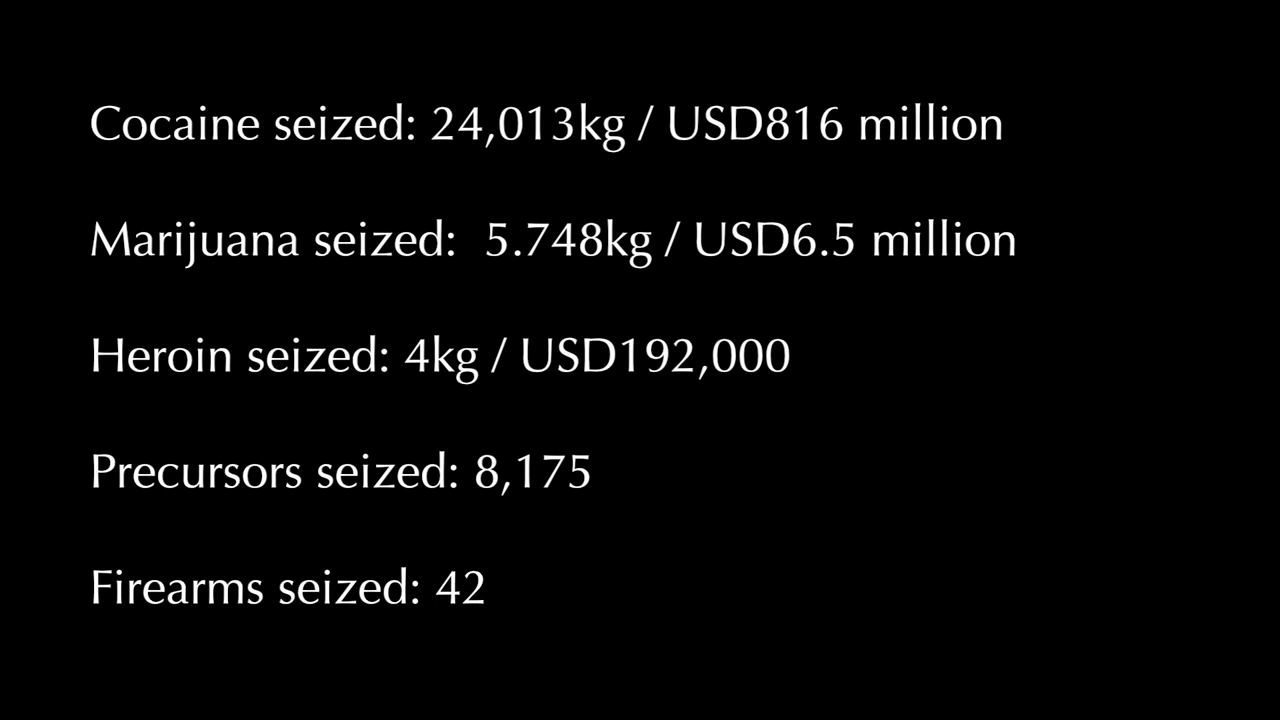 Cocaine seized: 24,013kg / USD816 million
Marijuana seized:  5.748kg / USD6.5 million
Heroin seized: 4kg / USD192,000
Precursors seized: 8,175
Firearms seized: 42